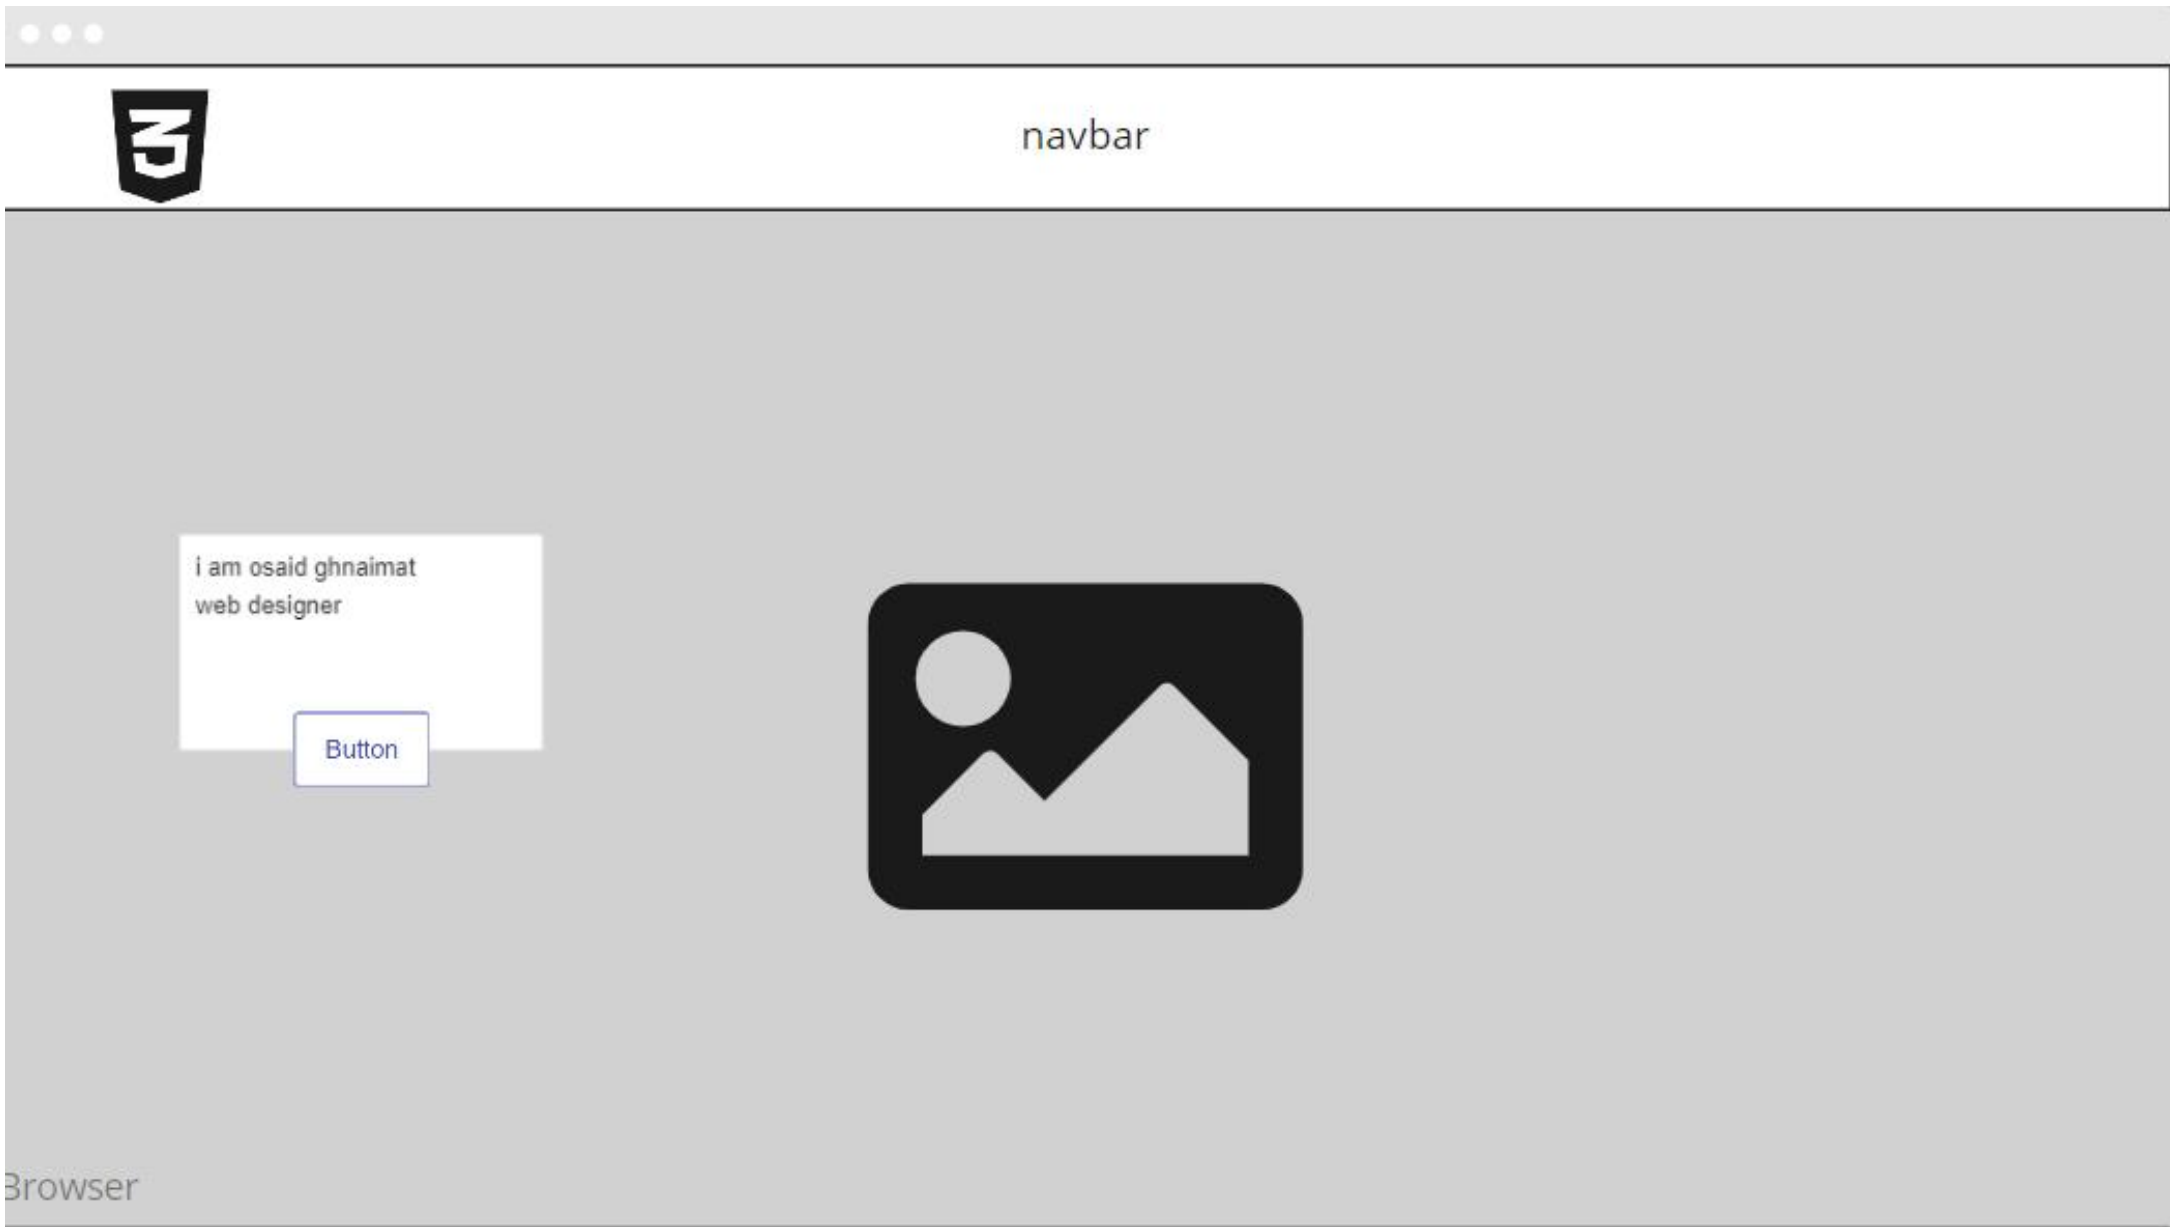 navbar
i am osaid ghnaimat
web designer
Button
Browser